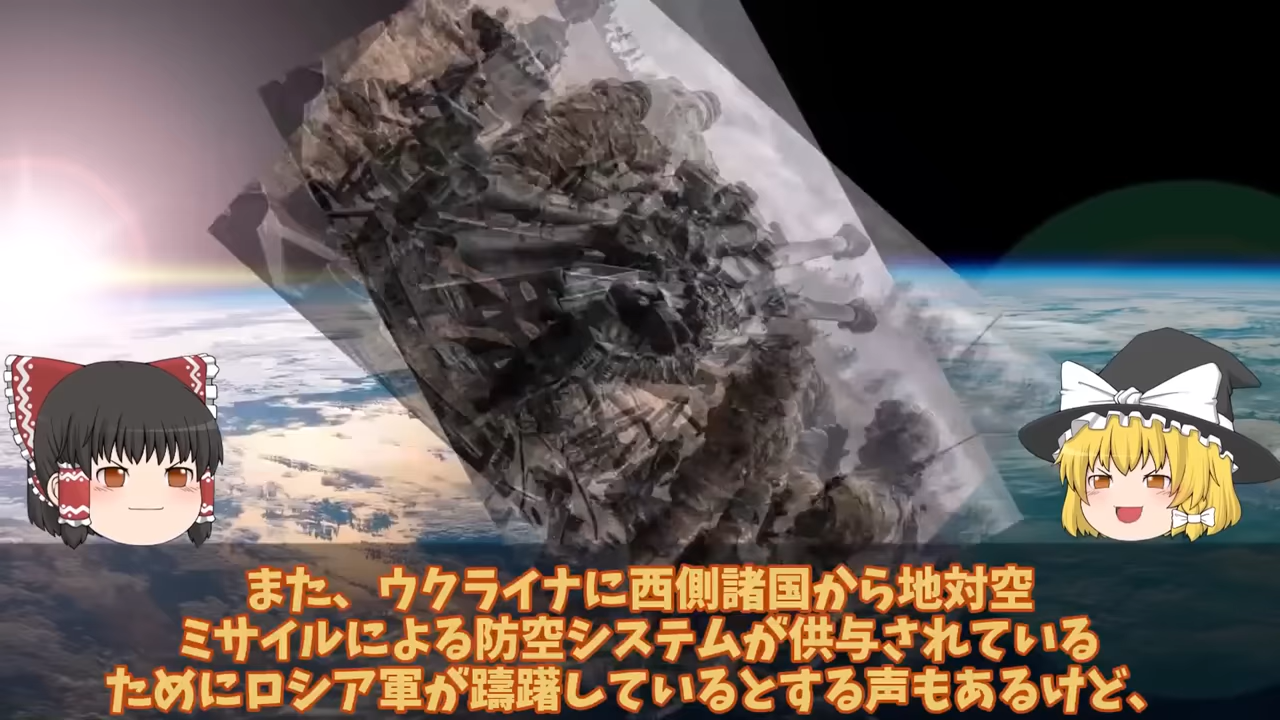 また、ウクライナに西側諸国から地対空
ミサイルによる防空システムが供与されている
ためにロシア軍が躊躇しているとする声もあるけど、